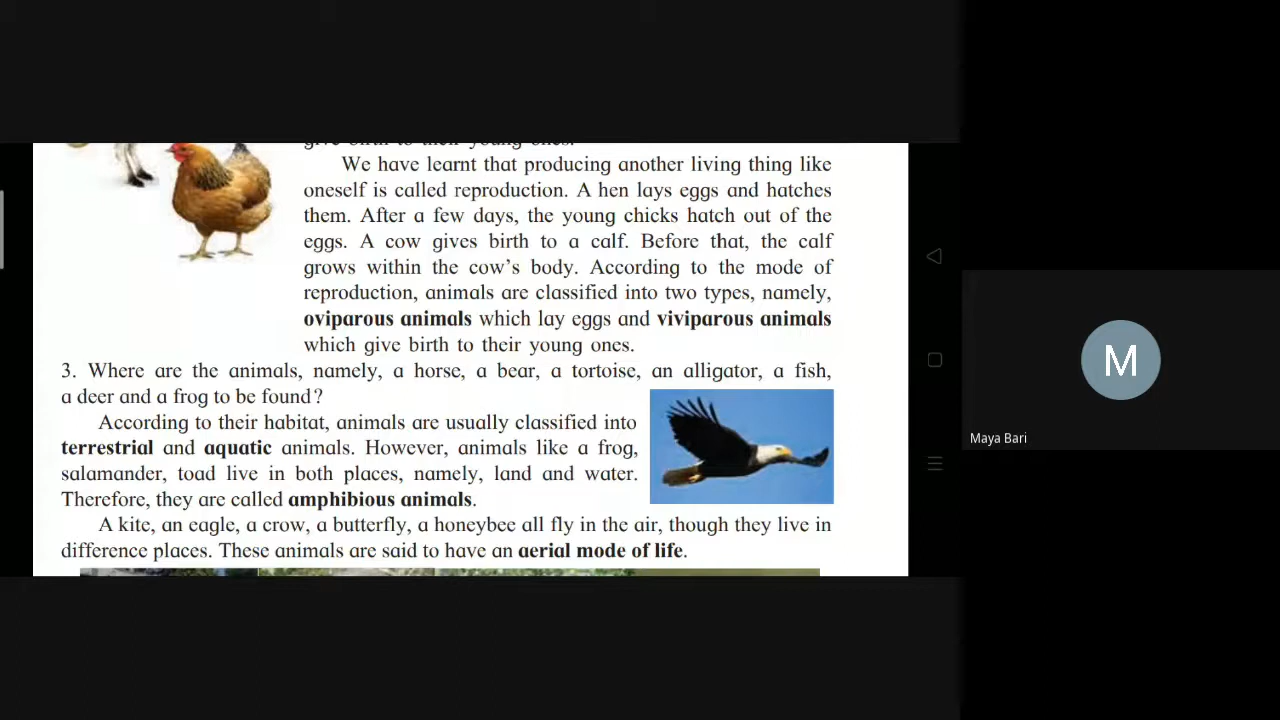 give birth to their young ones.
We have learnt that producing another living thing like
oneself is called reproduction. A hen lays eggs and hatches
them. After a few days, the young chicks hatch out of the
eggs. A cow gives birth to a calf. Before that, the calf
grows within the cow's body. According to the mode of
reproduction, animals are classified into two types, namely,
oviparous animals which lay eggs and viviparous animals
which give birth to their young ones.
3. Where are the animals, namely, a horse, a bear, a tortoise, an alligator, a fish,
a deer and a frog to be found?
According to their habitat, animals are usually classified into
terrestrial and aquatic animals. However, animals like a frog,
salamander, toad live in both places, namely, land and water.
Therefore, they are called amphibious animals.
A kite, an eagle, a crow, a butterfly, a honeybee all fly in the air, though they live in
difference places. These animals are said to have an aerial mode of life.
M
Maya Bari